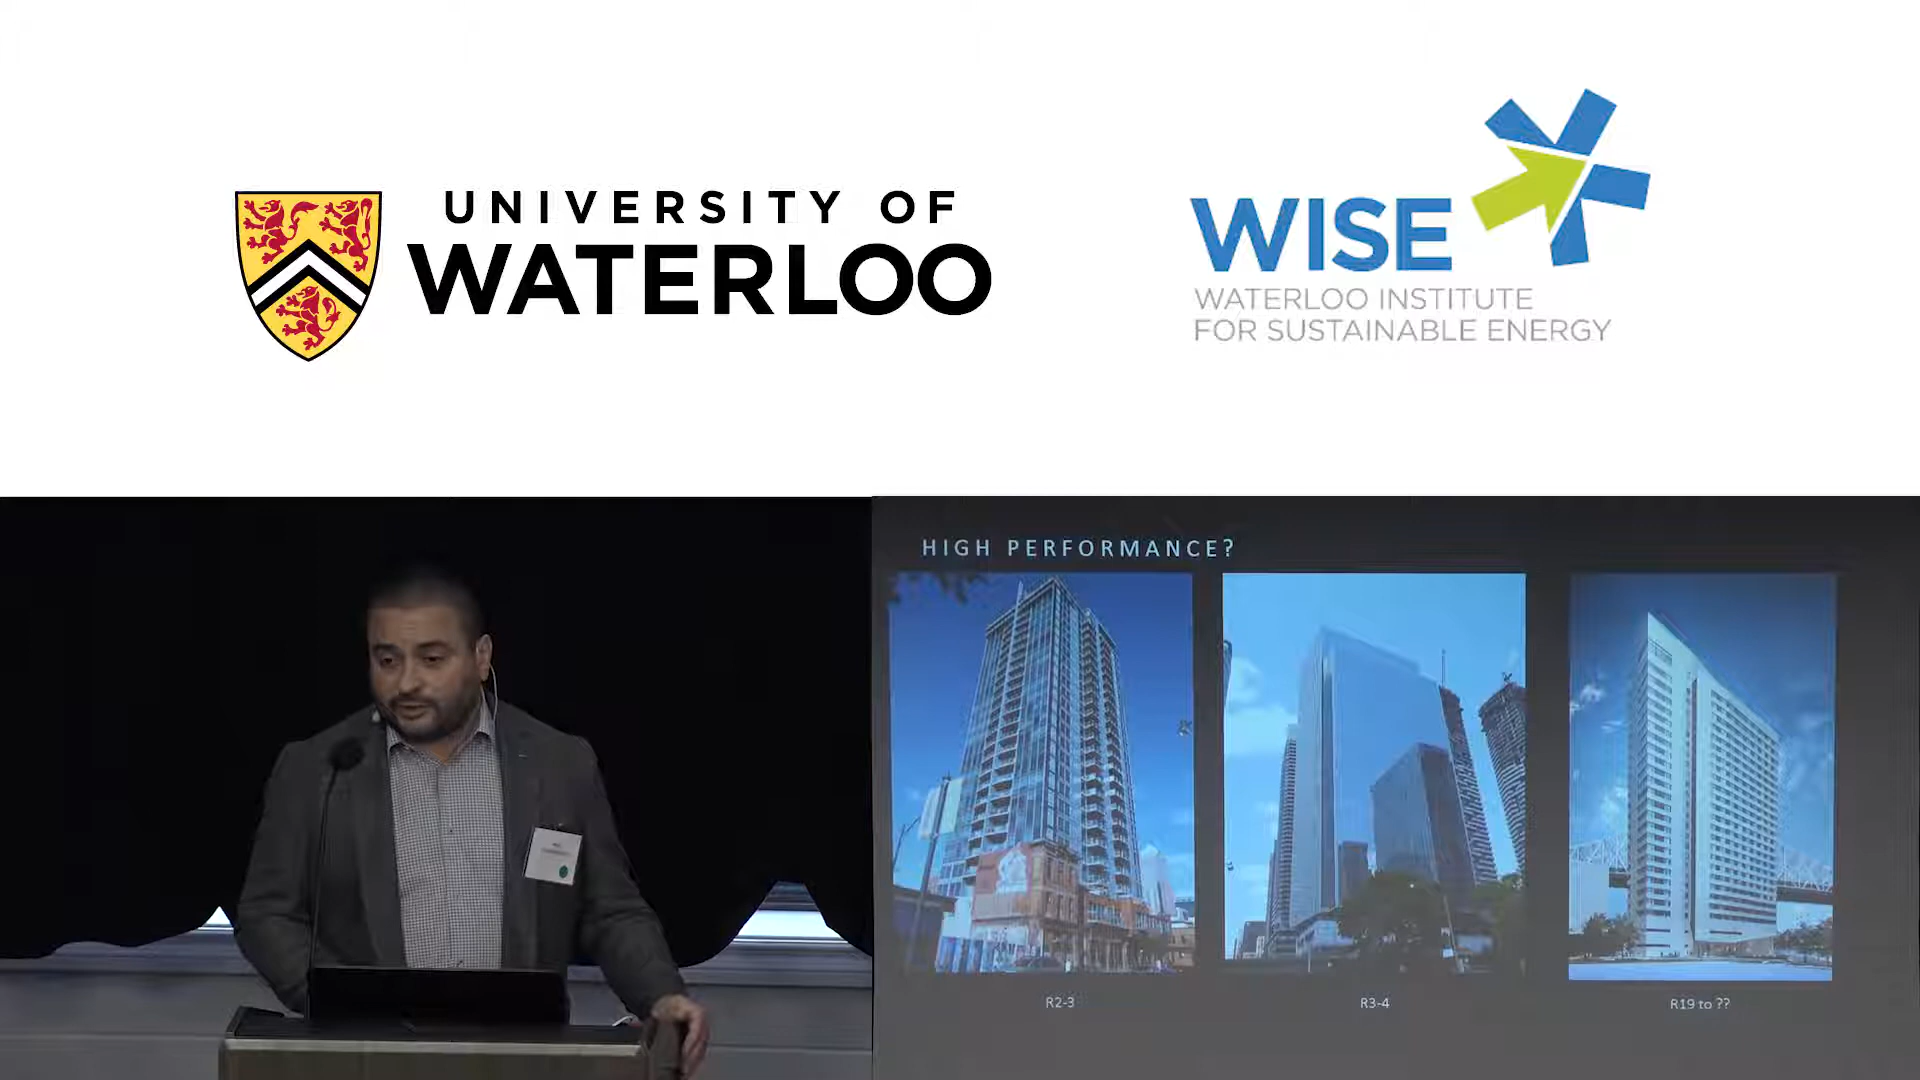 UNIVERSITY OF
WATERLOO
WISE
WATERLOO INSTITUTE
FOR SUSTAINABLE ENERGY
HIGH PERFORMANCE?
R2-3
R3-4
R19 to ??